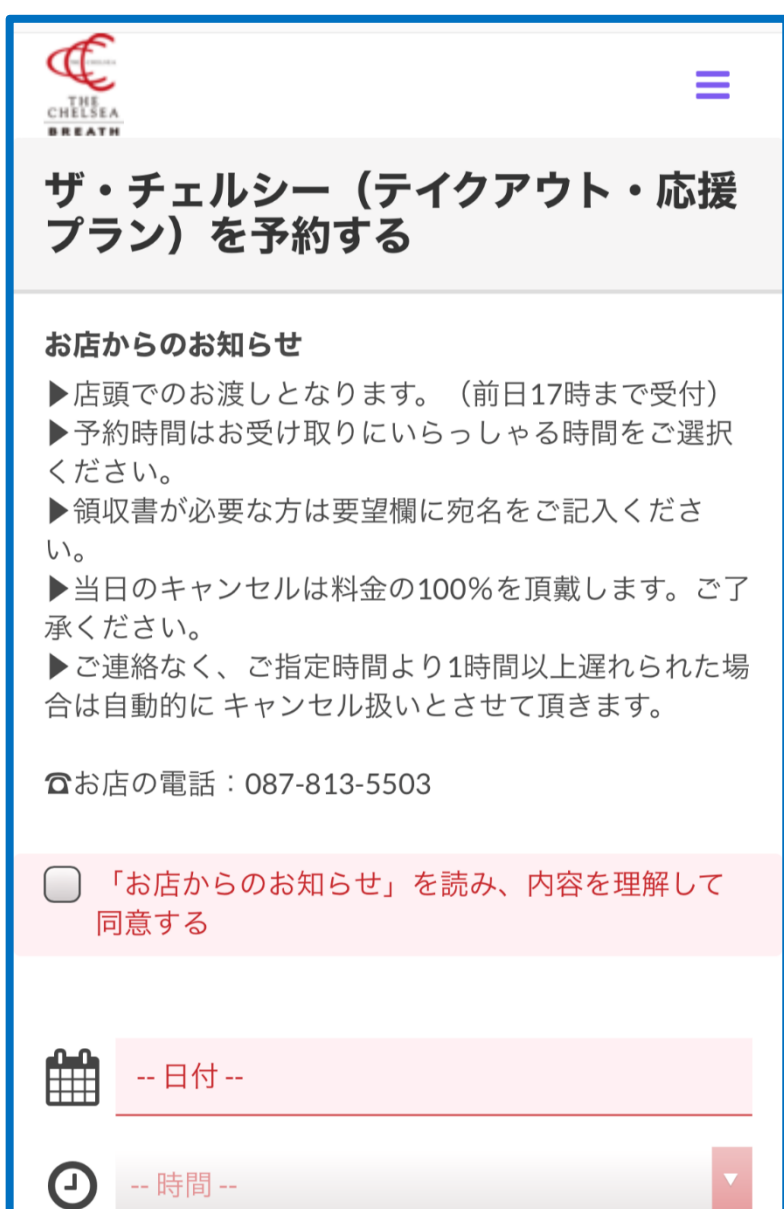 THE
CHELSEA
BREATH
ザ・チェルシー（テイクアウト・応援
プラン）を予約する
お店からのお知らせ
▶店頭でのお渡しとなります。（前日17時まで受付）
▶予約時間はお受け取りにいらっしゃる時間をご選択
ください。
▶領収書が必要な方は要望欄に宛名をご記入くださ
い。
▶当日のキャンセルは料金の100%を頂戴します。ご了
承ください。
▶ご連絡なく、ご指定時間より1時間以上遅れられた場
合は自動的に キャンセル扱いとさせて頂きます。
☎お店の電話：087-813-5503
「お店からのお知らせ」を読み、内容を理解して
同意する
-- 日付 --
-- 時間 --